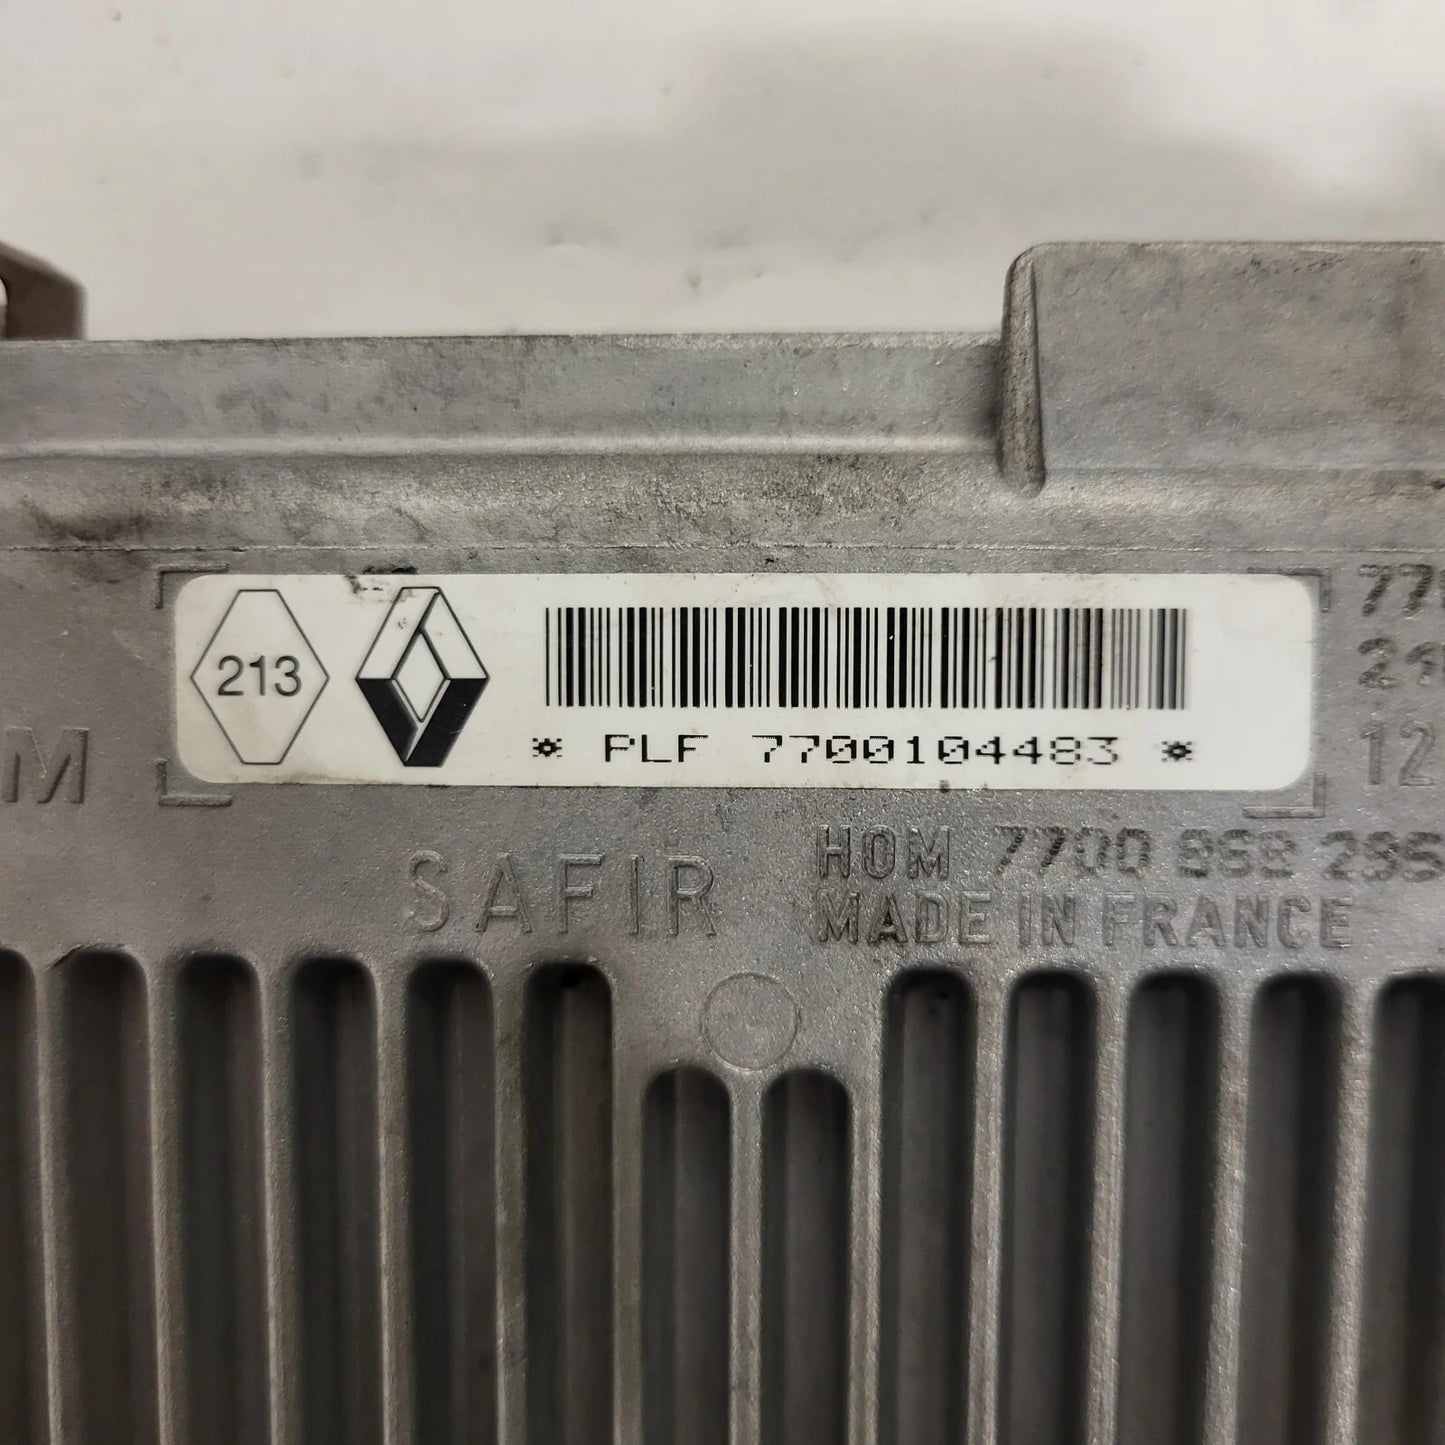 213
* PLF 7700104483 *
M
12
SAFIR
HOM 7700 868 295
MADE IN FRANCE